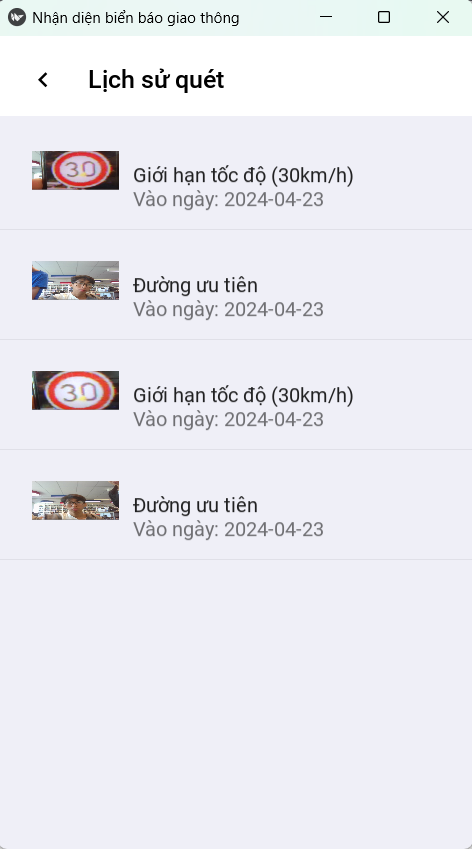 Nhận diện biển báo giao thông
Lịch sử quét
30
Giới hạn tốc độ (30km/h)
Vào ngày: 2024-04-23
Đường ưu tiên
Vào ngày: 2024-04-23
30
Giới hạn tốc độ (30km/h)
Vào ngày: 2024-04-23
Đường ưu tiên
Vào ngày: 2024-04-23